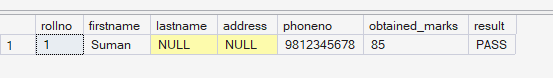 rollno firstname lastname address phoneno obtained_marks result
1 1 Suman NULL NULL 9812345678 85 PASS